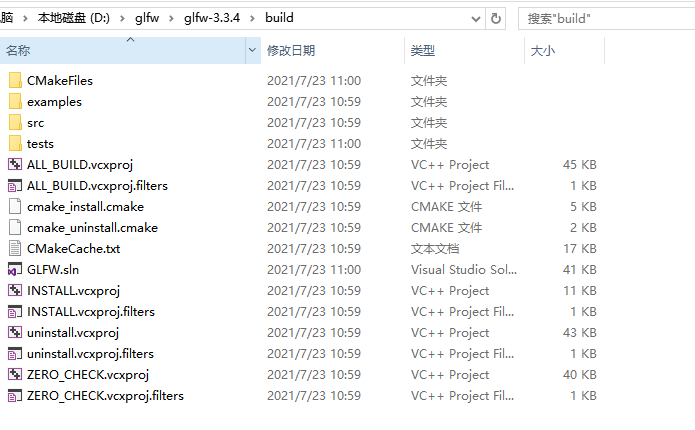 脑 › 本地磁盘 (D:) › glfw › glfw-3.3.4 › build 搜索"build"
名称 修改日期 类型 大小
CMakeFiles 2021/7/23 11:00 文件夹
examples 2021/7/23 10:59 文件夹
src 2021/7/23 10:59 文件夹
tests 2021/7/23 11:00 文件夹
ALL_BUILD.vcxproj 2021/7/23 10:59 VC++ Project 45 KB
ALL_BUILD.vcxproj.filters 2021/7/23 10:59 VC++ Project Fil... 1 KB
cmake_install.cmake 2021/7/23 10:59 CMAKE 文件 5 KB
cmake_uninstall.cmake 2021/7/23 10:59 CMAKE 文件 2 KB
CMakeCache.txt 2021/7/23 10:59 文本文档 17 KB
GLFW.sln 2021/7/23 11:00 Visual Studio Sol... 41 KB
INSTALL.vcxproj 2021/7/23 10:59 VC++ Project 11 KB
INSTALL.vcxproj.filters 2021/7/23 10:59 VC++ Project Fil... 1 KB
uninstall.vcxproj 2021/7/23 10:59 VC++ Project 43 KB
uninstall.vcxproj.filters 2021/7/23 10:59 VC++ Project Fil... 1 KB
ZERO_CHECK.vcxproj 2021/7/23 10:59 VC++ Project 40 KB
ZERO_CHECK.vcxproj.filters 2021/7/23 10:59 VC++ Project Fil... 1 KB